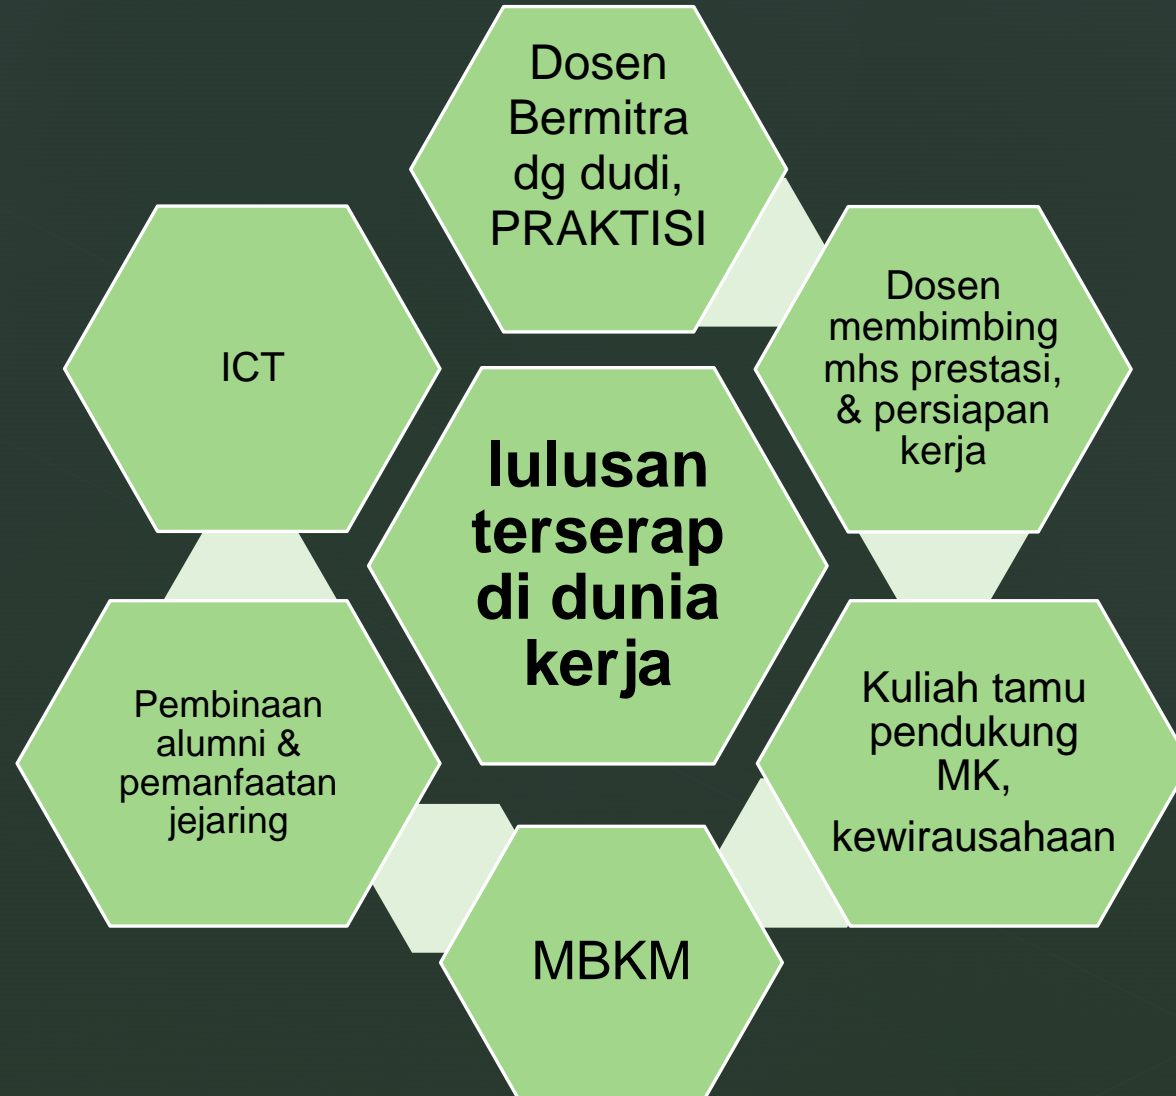 Dosen
Bermitra
dg dudi,
PRAKTISI
Dosen
membimbing
mhs prestasi,
& persiapan
kerja
Kuliah tamu
pendukung
MK,
kewirausahaan
MBKM
Pembinaan
alumni &
pemanfaatan
jejaring
ICT
lulusan
terserap
di dunia
kerja